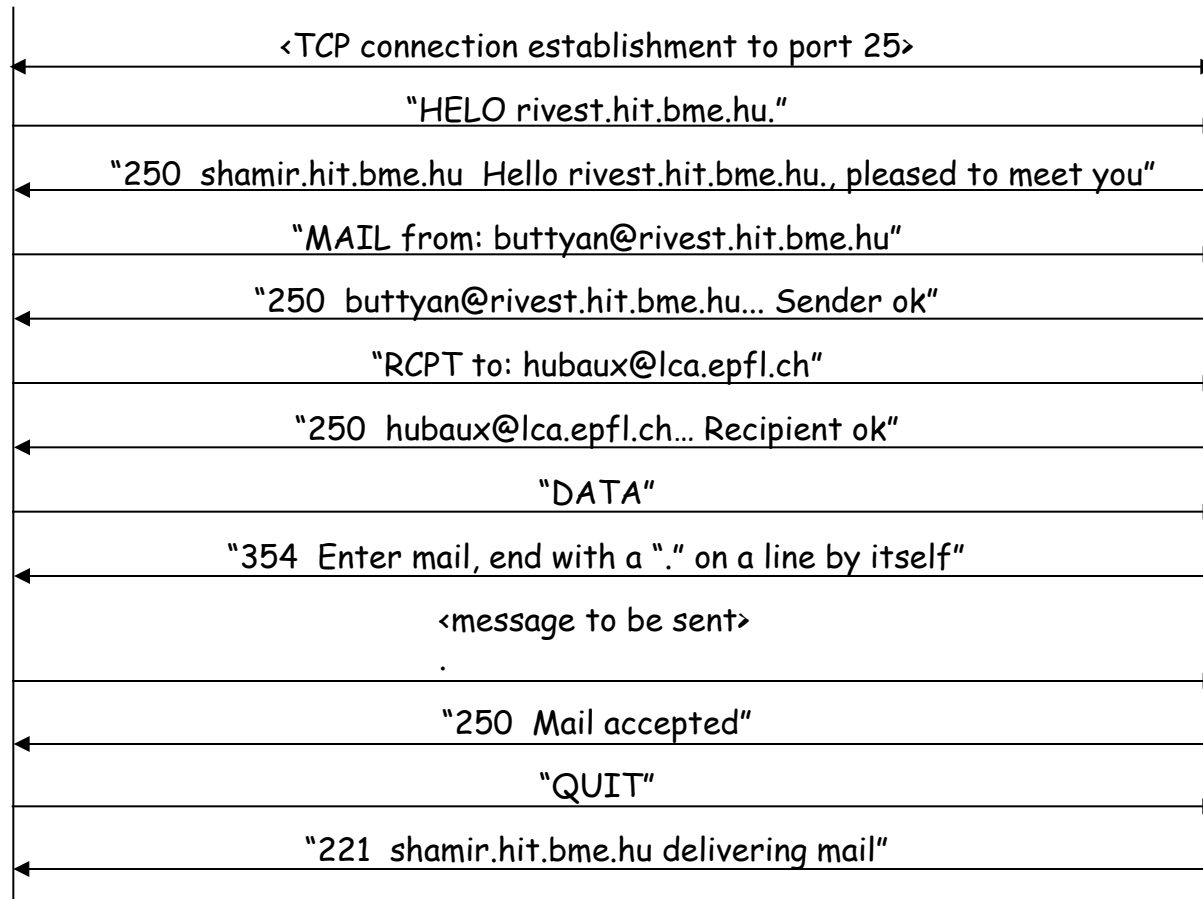 <TCP connection establishment to port 25>
“HELO rivest.hit.bme.hu.”
“250  shamir.hit.bme.hu  Hello rivest.hit.bme.hu., pleased to meet you”
“MAIL from: buttyan@rivest.hit.bme.hu”
“250  buttyan@rivest.hit.bme.hu... Sender ok”
“RCPT to: hubaux@lca.epfl.ch”
“250  hubaux@lca.epfl.ch… Recipient ok”
“DATA”
“354  Enter mail, end with a “.” on a line by itself”
<message to be sent>
.
“250  Mail accepted”
“QUIT”
“221  shamir.hit.bme.hu delivering mail”